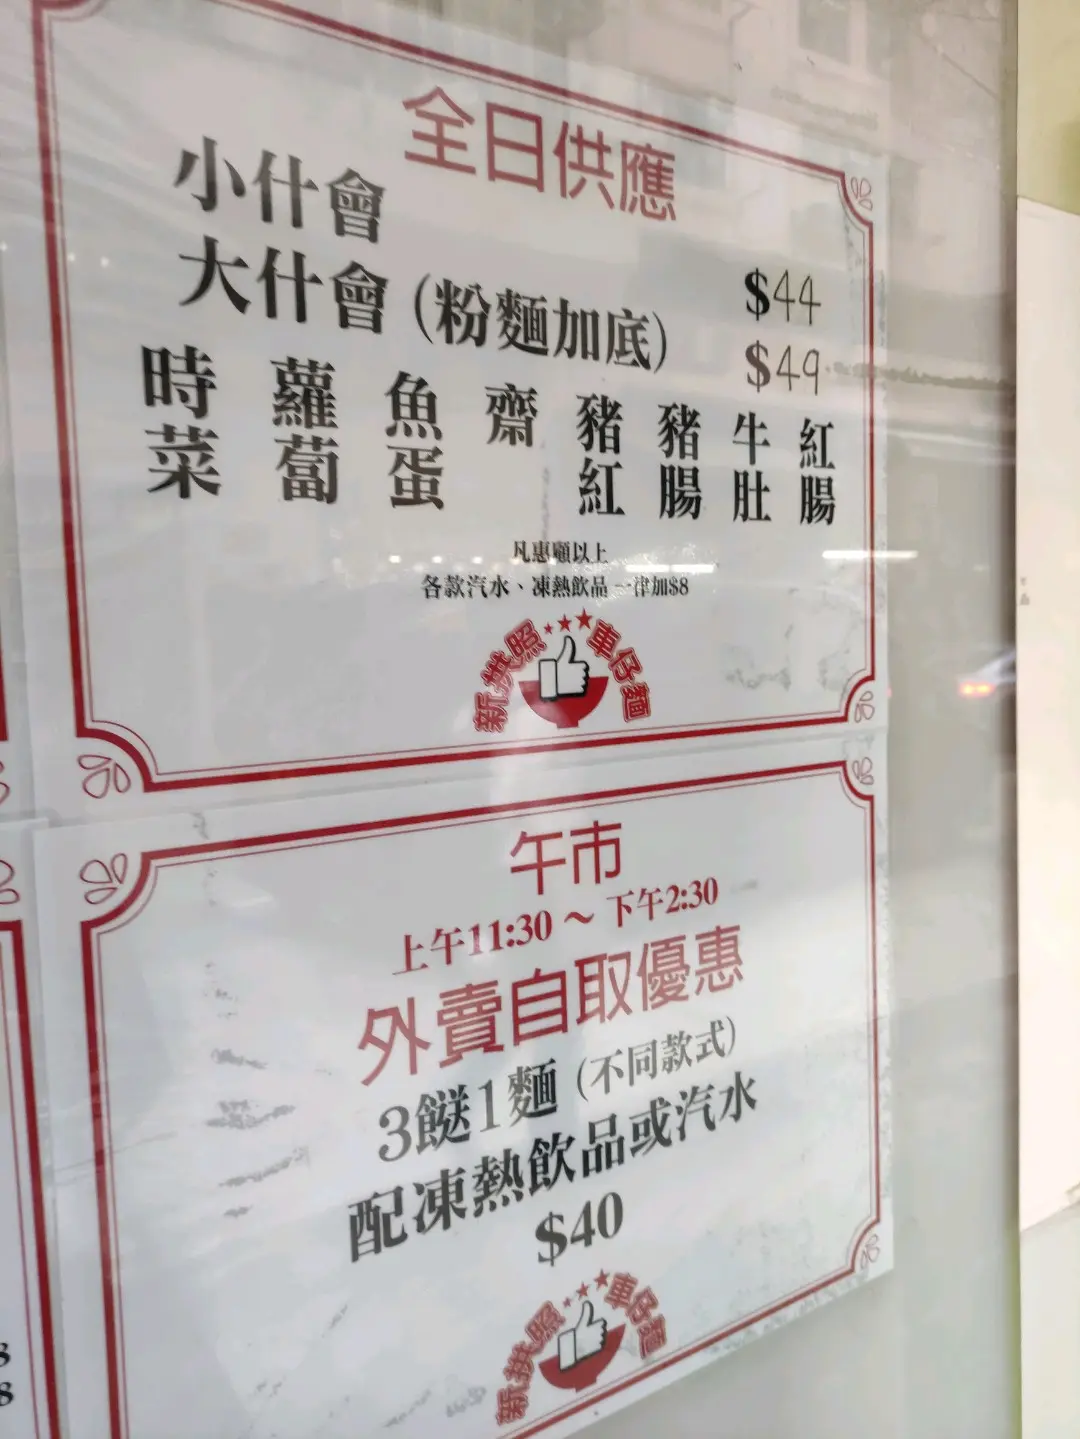 全日供應
小什會 $44
大什會 (粉麵加底) $49
時菜 蘿蔔 魚蛋 齋 豬紅 豬腸 牛肚 紅腸
凡惠顧以上
各款汽水、凍熱飲品一律加$8
新拱照車仔麵
午市
上午11:30 ~ 下午2:30
外賣自取優惠
3餸1麵 (不同款式)
配凍熱飲品或汽水
$40
新拱照車仔麵
8